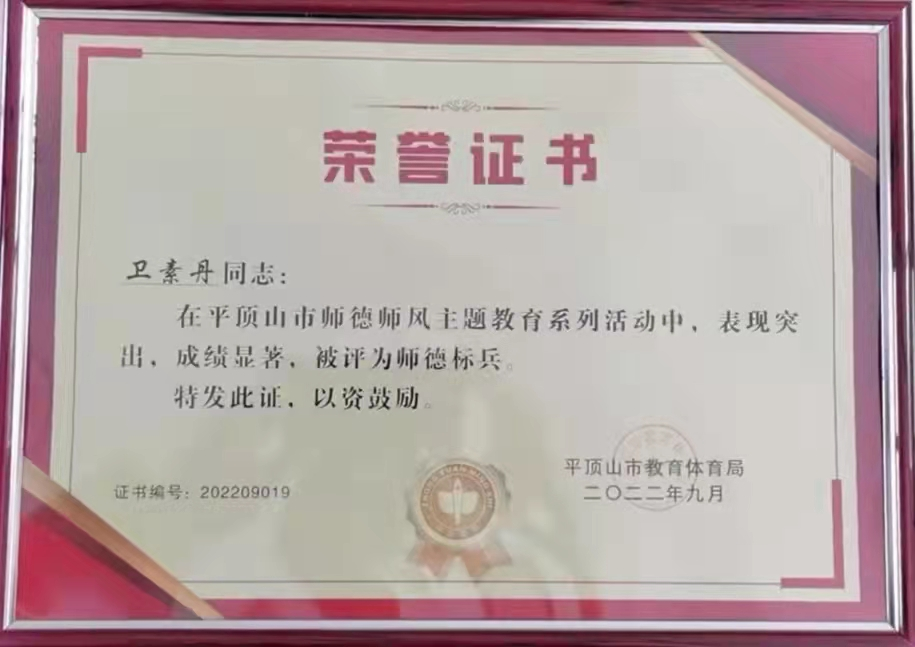 荣誉证书
卫素丹同志：
在平顶山市师德师风主题教育系列活动中，表现突
出，成绩显著，被评为师德标兵。
特发此证，以资鼓励。
平顶山市教育体育局
证书编号：202209019
二〇二二年九月